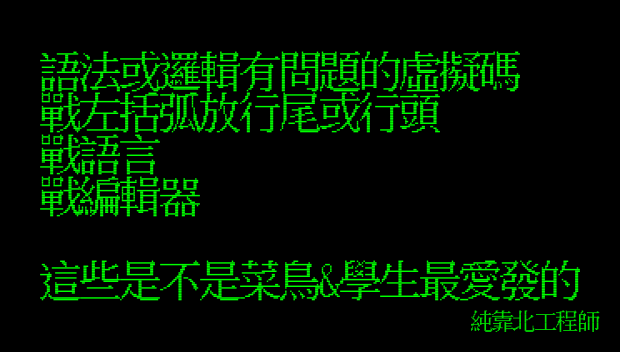 語法或邏輯有問題的虛擬碼
戰左括弧放行尾或行頭
戰語言
戰編輯器
這些是不是菜鳥&學生最愛發的
純靠北工程師